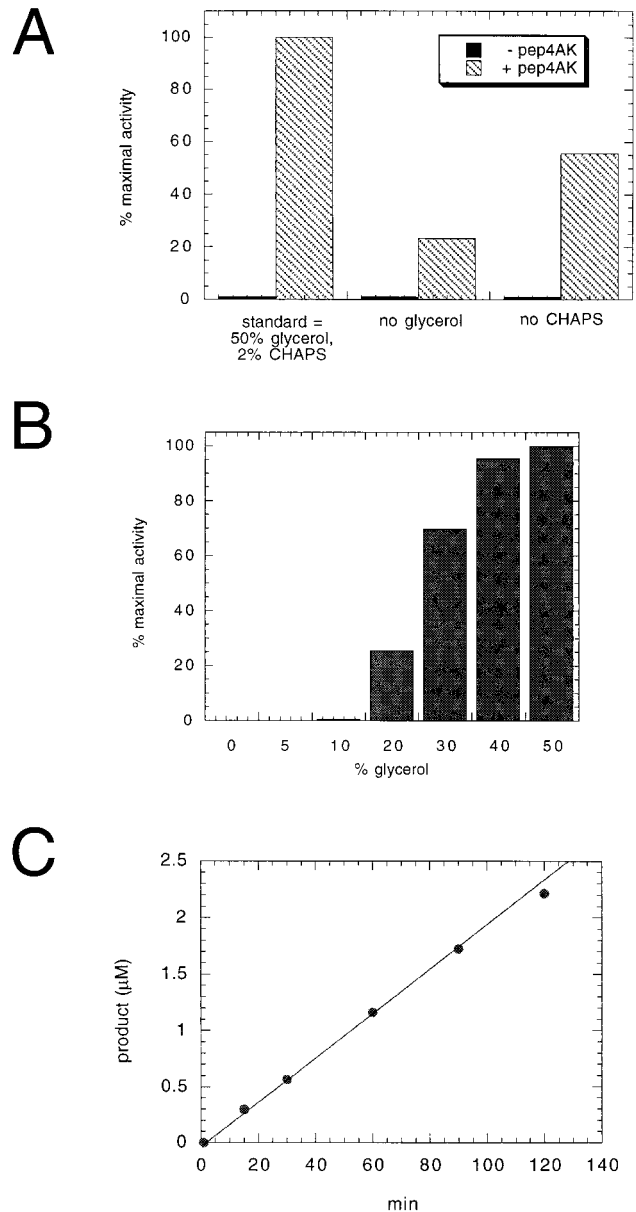 A
% maximal activity
100
80
60
40
20
0
- pep4AK
+ pep4AK
standard =
50% glycerol,
2% CHAPS
no glycerol
no CHAPS
B
% maximal activity
100
80
60
40
20
0
0 5 10 20 30 40 50
% glycerol
C
product (µM)
2.5
2
1.5
1
0.5
0
0 20 40 60 80 100 120 140
min